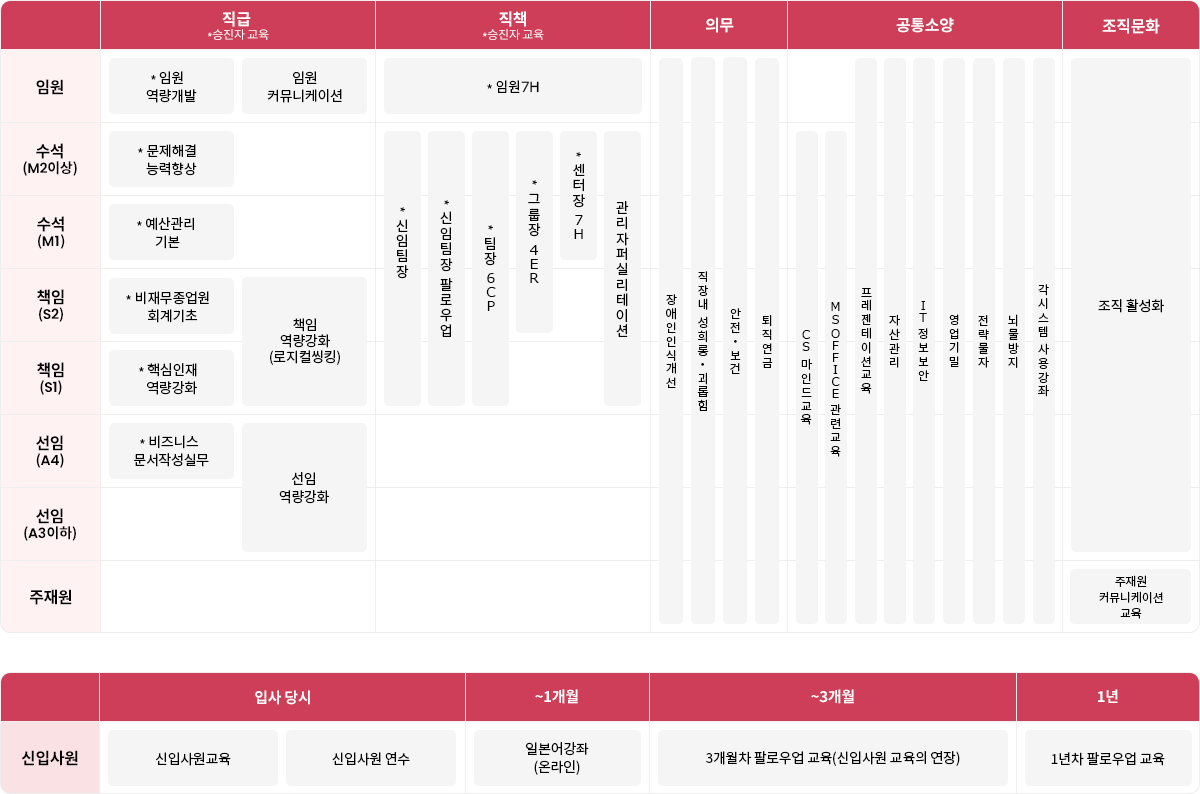 직급
*승진자 교육
직책
*승진자 교육
의무
공통소양
조직문화
임원
* 임원
역량개발
임원
커뮤니케이션
* 임원7H
수석
(M2이상)
* 문제해결
능력향상
수석
(M1)
* 예산관리
기본
책임
(S2)
* 비재무종업원
회계기초
책임
역량강화
(로지컬씽킹)
책임
(S1)
* 핵심인재
역량강화
선임
(A4)
* 비즈니스
문서작성실무
선임
역량강화
선임
(A3이하)
주재원
* 신임팀장
* 신임팀장 팔로우업
* 팀장 6CP
* 그룹장 4ER
* 센터장 7H
관리자퍼실리테이션
장애인인식개선
직장내 성희롱·괴롭힘
안전·보건
퇴직연금
CS 마인드교육
MSOFFICE 관련교육
프레젠테이션교육
자산관리
IT 정보보안
영업기밀
전략물자
뇌물방지
각시스템 사용강좌
조직 활성화
주재원
커뮤니케이션
교육
입사 당시
~1개월
~3개월
1년
신입사원
신입사원교육
신입사원 연수
일본어강좌
(온라인)
3개월차 팔로우업 교육(신입사원 교육의 연장)
1년차 팔로우업 교육